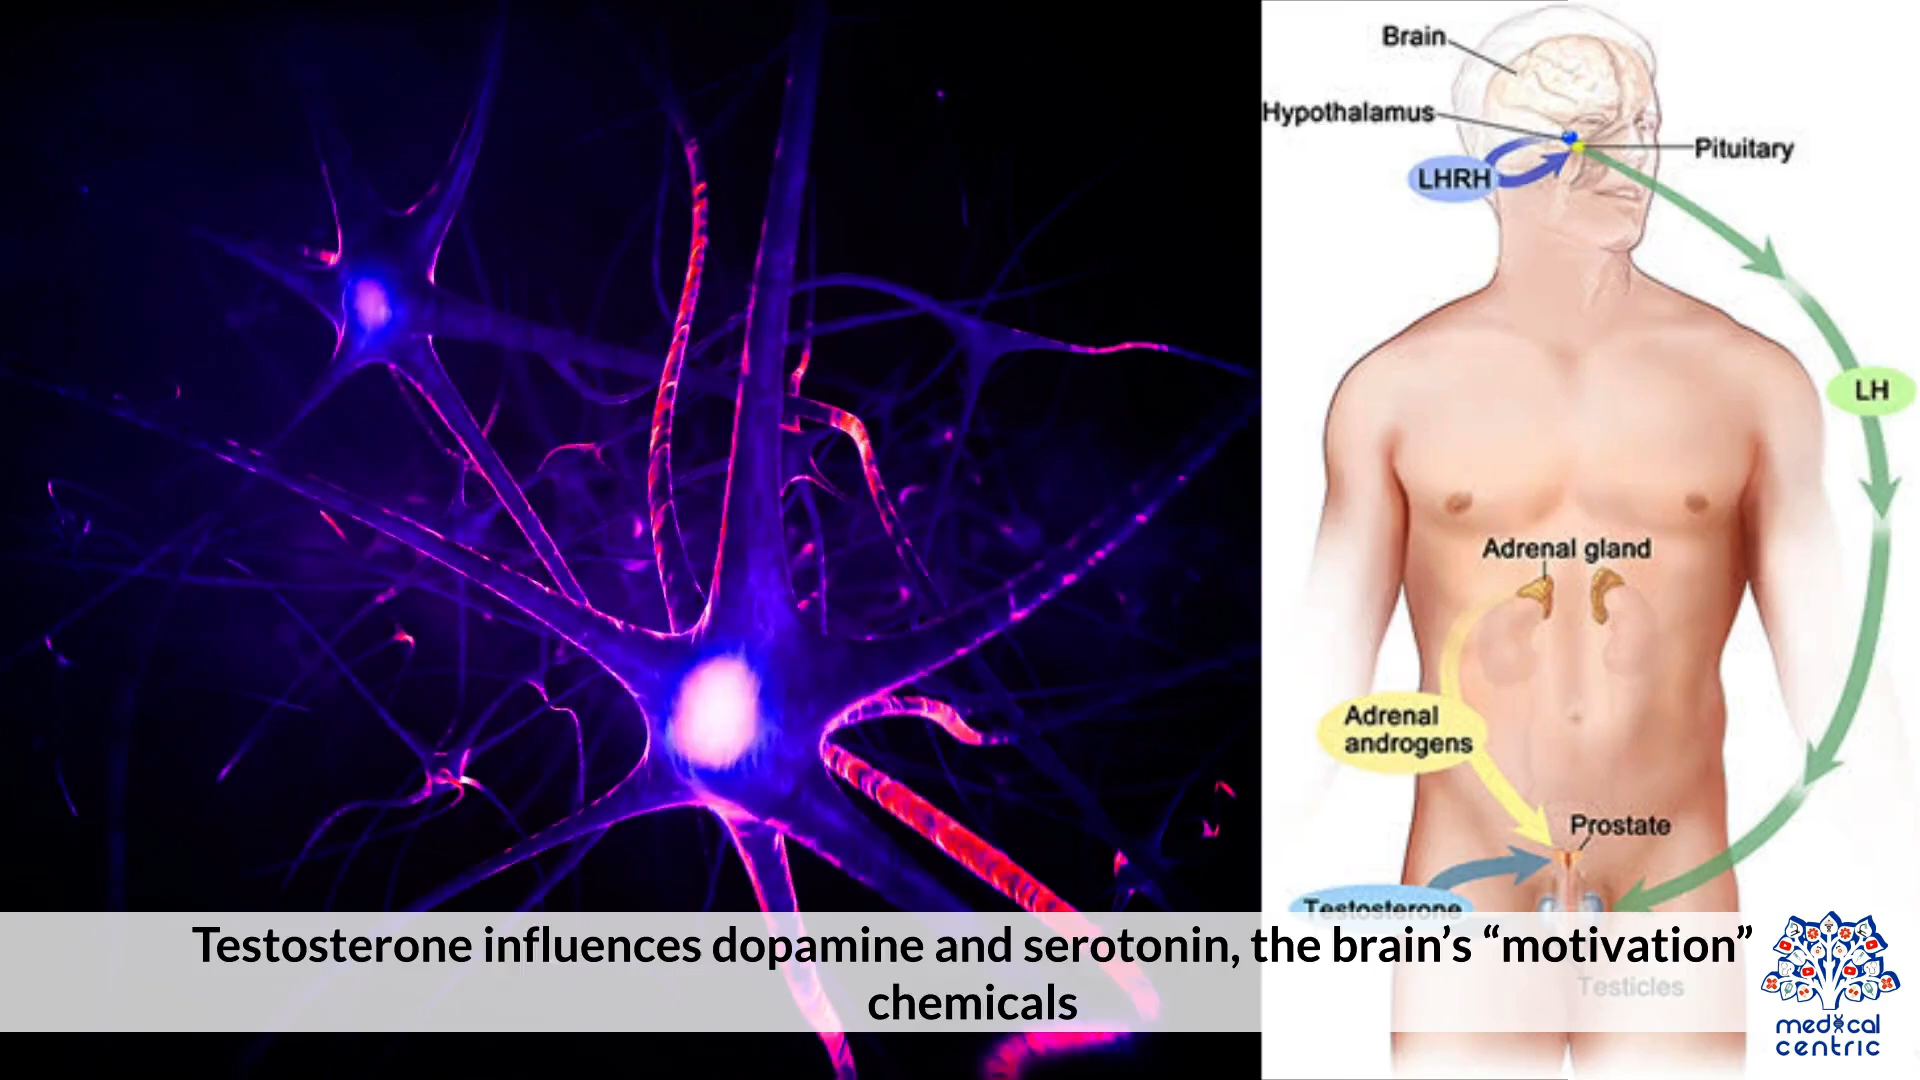 Brain
Hypothalamus
Pituitary
LHRH
LH
Adrenal gland
Adrenal
androgens
Prostate
Testosterone
Testosterone influences dopamine and serotonin, the brain’s “motivation”
chemicals
Testicles
medical
centric